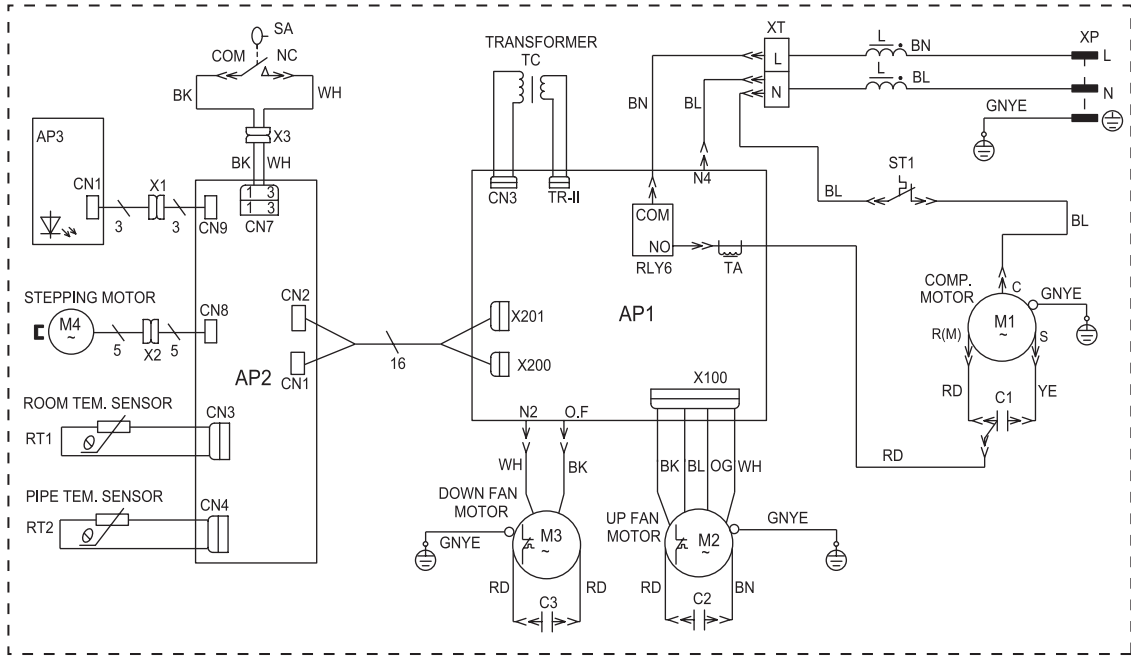 SA
COM NC
BK WH
X3
BK WH
1 3
1 3
CN7
AP3
CN1
X1
3 3
CN9
STEPPING MOTOR
M4
~
5 5
X2
CN8
ROOM TEM. SENSOR
RT1
CN3
PIPE TEM. SENSOR
RT2
CN4
AP2
CN2
CN1
16
X201
X200
TRANSFORMER
TC
CN3 TR-II
AP1
COM
NO
RLY6
TA
N4
BN BL
XT
L
N
L BN
L BL
XP
L
N
GNYE
ST1
BL
BL
COMP.
MOTOR
C GNYE
M1
~
R(M) S
RD YE
C1
RD
N2 O.F
WH BK
DOWN FAN
MOTOR
M3
~
GNYE
RD RD
C3
X100
BK BL OG WH
UP FAN
MOTOR
M2
~
GNYE
RD BN
C2